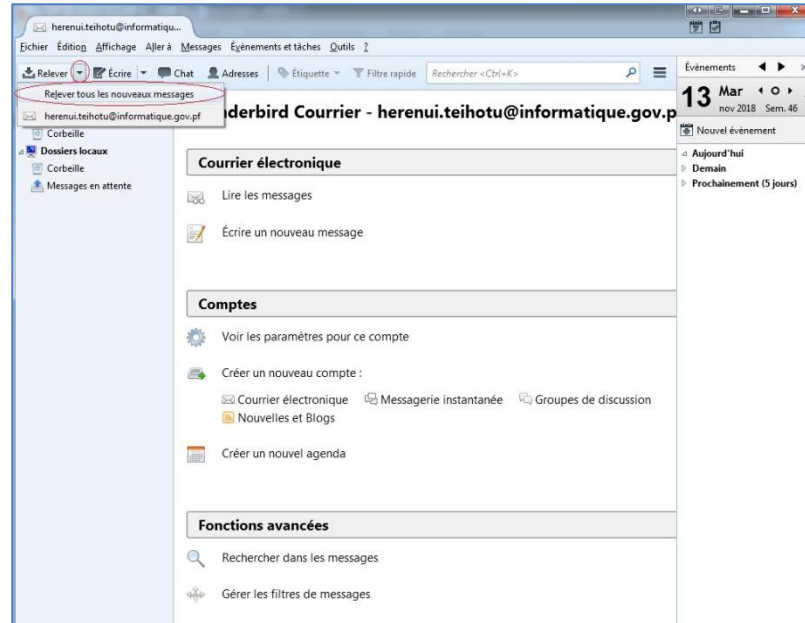 herenui.teihotu@informatiqu...
Fichier Édition Affichage Aller à Messages Évènements et tâches Outils ?
Relever Écrire Chat Adresses Étiquette Filtre rapide Rechercher <Ctrl+K>
Relever tous les nouveaux messages
herenui.teihotu@informatique.gov.pf
nderbird Courrier - herenui.teihotu@informatique.gov.p
Corbeille
Dossiers locaux
Corbeille
Messages en attente
Courrier électronique
Lire les messages
Écrire un nouveau message
Comptes
Voir les paramètres pour ce compte
Créer un nouveau compte :
Courrier électronique Messagerie instantanée Groupes de discussion
Nouvelles et Blogs
Créer un nouvel agenda
Fonctions avancées
Rechercher dans les messages
Gérer les filtres de messages
Évènements
13 Mar
nov 2018 Sem. 46
Nouvel évènement
Aujourd'hui
Demain
Prochainement (5 jours)